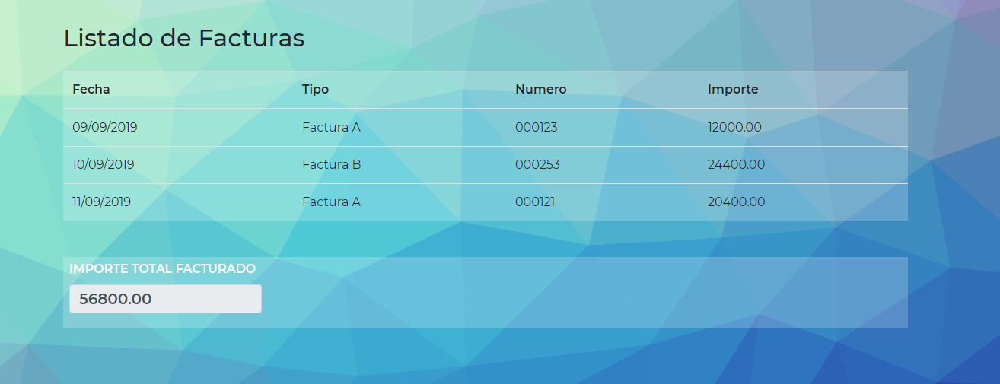 Listado de Facturas
Fecha Tipo Numero Importe
09/09/2019 Factura A 000123 12000.00
10/09/2019 Factura B 000253 24400.00
11/09/2019 Factura A 000121 20400.00
IMPORTE TOTAL FACTURADO
56800.00